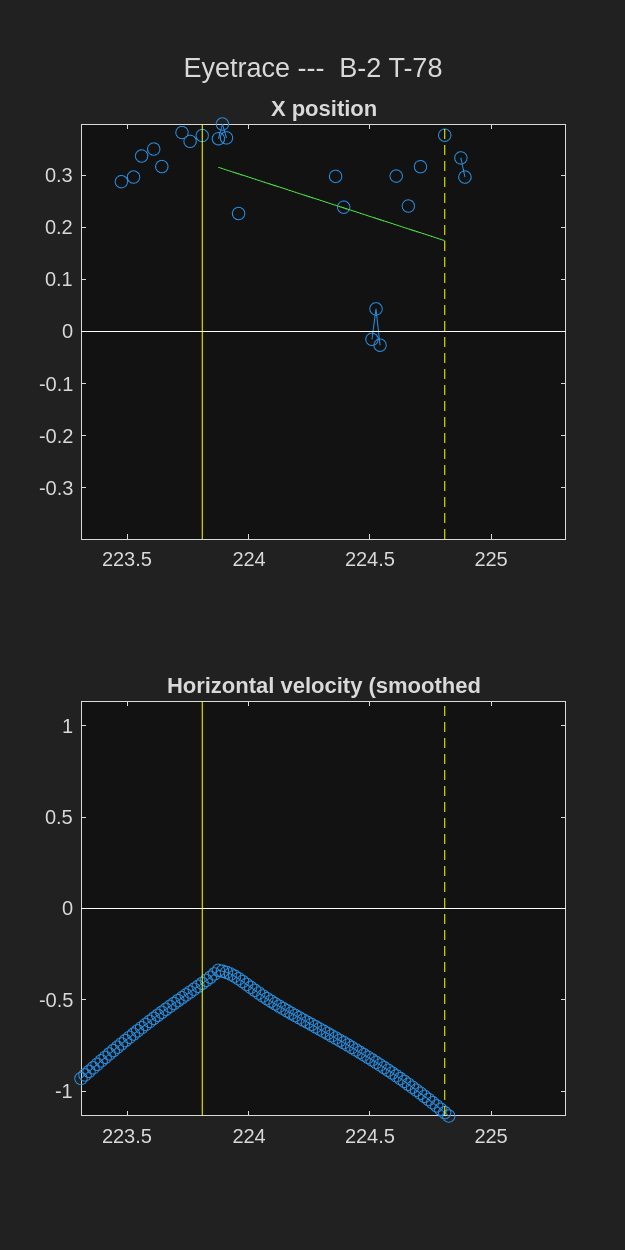 Eyetrace --- B-2 T-78
X position
0.3
0.2
0.1
0
-0.1
-0.2
-0.3
223.5 224 224.5 225
Horizontal velocity (smoothed
1
0.5
0
-0.5
-1
223.5 224 224.5 225